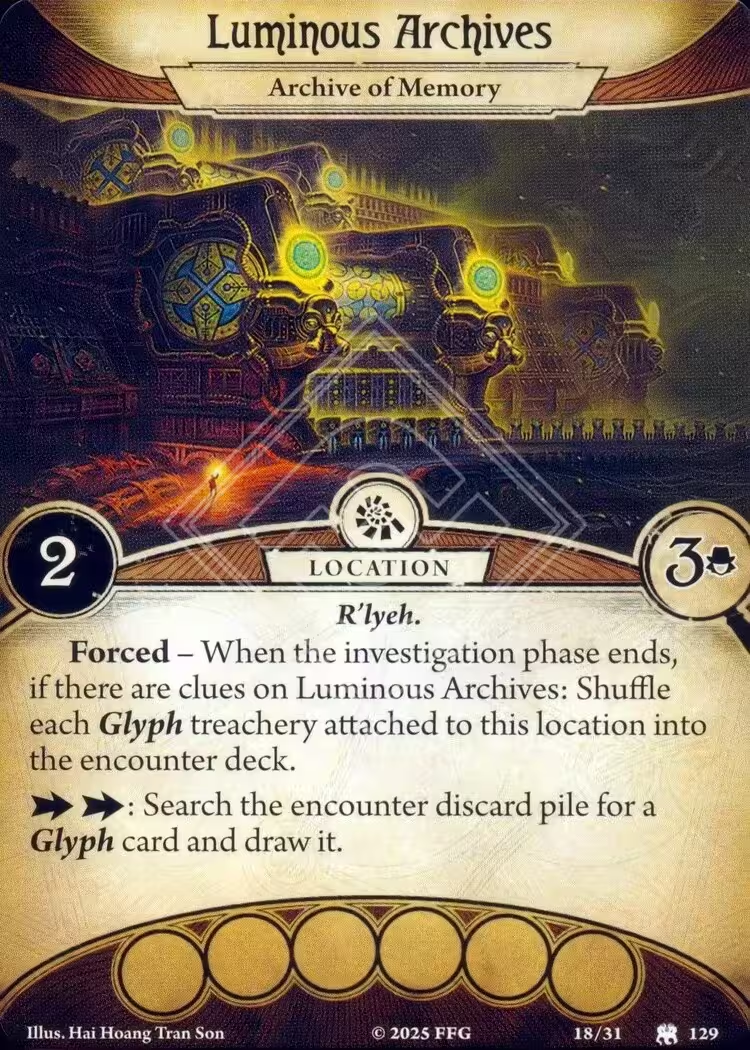 Luminous Archives
Archive of Memory
2
LOCATION
3
R'lyeh.
Forced – When the investigation phase ends,
if there are clues on Luminous Archives: Shuffle
each Glyph treachery attached to this location into
the encounter deck.
: Search the encounter discard pile for a
Glyph card and draw it.
Illus. Hai Hoang Tran Son
© 2025 FFG
18/31
129